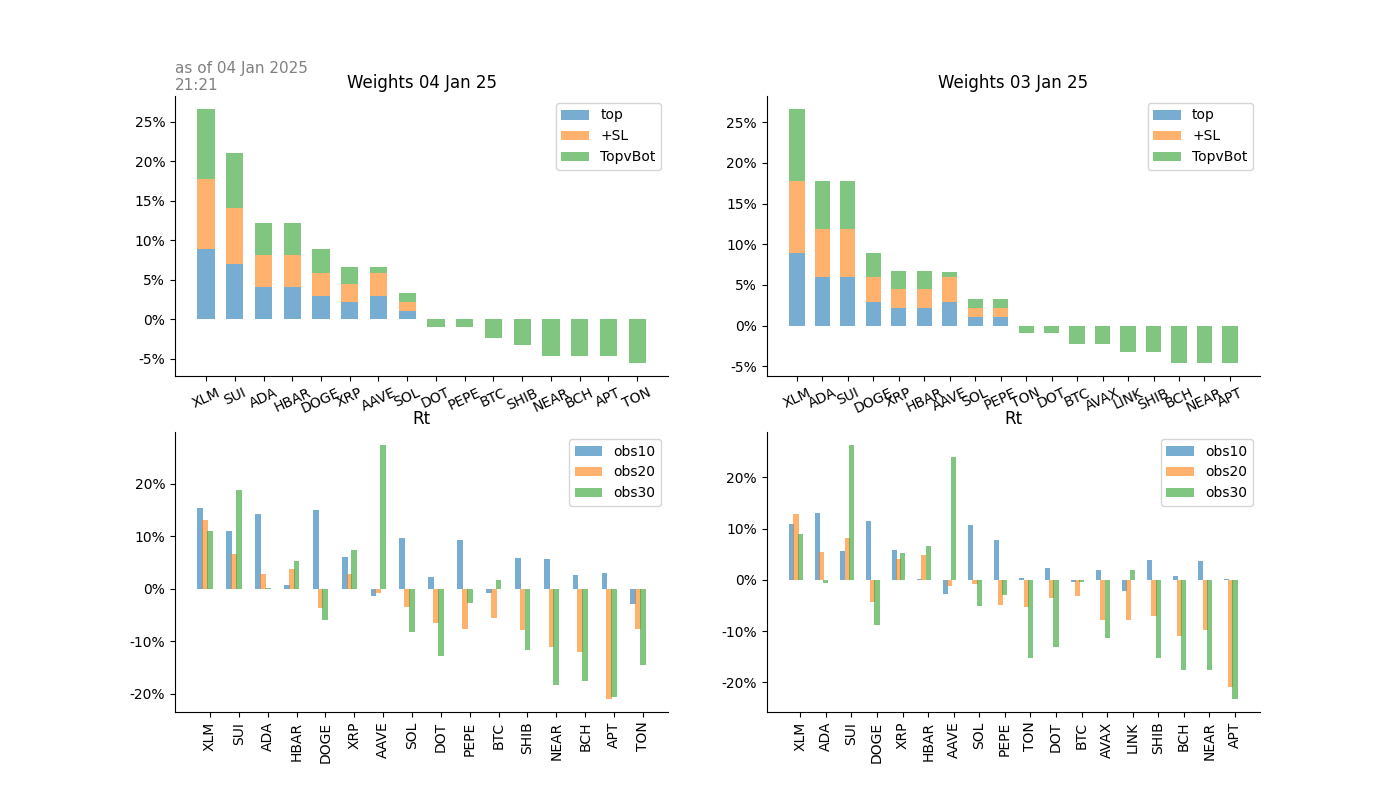 as of 04 Jan 2025
21:21
Weights 04 Jan 25
25%
20%
15%
10%
5%
0%
-5%
top
+SL
TopvBot
XLM SUI ADA HBAR DOGE XRP AAVE SOL DOT PEPE BTC SHIB NEAR BCH APT TON
Weights 03 Jan 25
25%
20%
15%
10%
5%
0%
-5%
top
+SL
TopvBot
XLM ADA SUI DOGE XRP HBAR AAVE SOL PEPE TON DOT BTC AVAX LINK SHIB BCH NEAR APT
Rt
20%
10%
0%
-10%
-20%
obs10
obs20
obs30
XLM SUI ADA HBAR DOGE XRP AAVE SOL DOT PEPE BTC SHIB NEAR BCH APT TON
Rt
20%
10%
0%
-10%
-20%
obs10
obs20
obs30
XLM ADA SUI DOGE XRP HBAR AAVE SOL PEPE TON DOT BTC AVAX LINK SHIB BCH NEAR APT